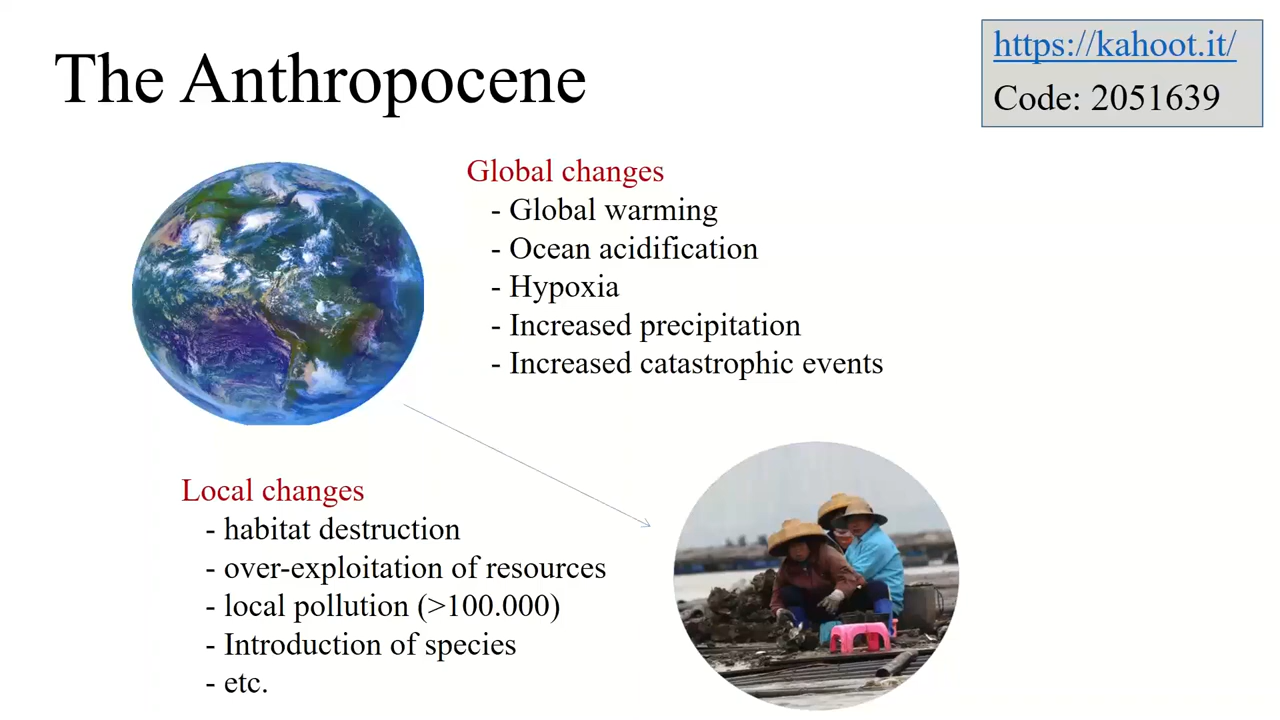 The Anthropocene
https://kahoot.it/
Code: 2051639
Global changes
- Global warming
- Ocean acidification
- Hypoxia
- Increased precipitation
- Increased catastrophic events
Local changes
- habitat destruction
- over-exploitation of resources
- local pollution (>100.000)
- Introduction of species
- etc.